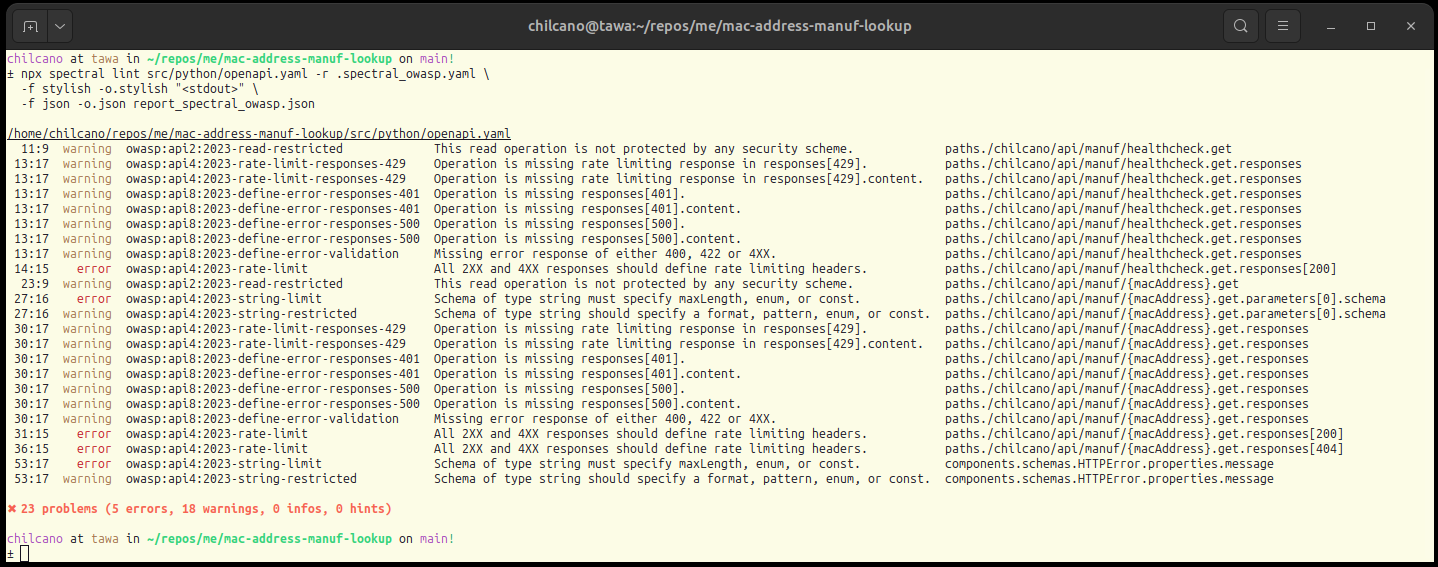 chilcano@tawa:~/repos/me/mac-address-manuf-lookup
chilcano at tawa in ~/repos/me/mac-address-manuf-lookup on main!
± npx spectral lint src/python/openapi.yaml -r .spectral_owasp.yaml \
-f stylish -o.stylish "<stdout>" \
-f json -o.json report_spectral_owasp.json
/home/chilcano/repos/me/mac-address-manuf-lookup/src/python/openapi.yaml
11:9 warning owasp:api2:2023-read-restricted This read operation is not protected by any security scheme. paths./chilcano/api/manuf/healthcheck.get
13:17 warning owasp:api4:2023-rate-limit-responses-429 Operation is missing rate limiting response in responses[429]. paths./chilcano/api/manuf/healthcheck.get.responses
13:17 warning owasp:api4:2023-rate-limit-responses-429 Operation is missing rate limiting response in responses[429].content. paths./chilcano/api/manuf/healthcheck.get.responses
13:17 warning owasp:api8:2023-define-error-responses-401 Operation is missing responses[401]. paths./chilcano/api/manuf/healthcheck.get.responses
13:17 warning owasp:api8:2023-define-error-responses-401 Operation is missing responses[401].content. paths./chilcano/api/manuf/healthcheck.get.responses
13:17 warning owasp:api8:2023-define-error-responses-500 Operation is missing responses[500]. paths./chilcano/api/manuf/healthcheck.get.responses
13:17 warning owasp:api8:2023-define-error-responses-500 Operation is missing responses[500].content. paths./chilcano/api/manuf/healthcheck.get.responses
13:17 warning owasp:api8:2023-define-error-validation Missing error response of either 400, 422 or 4XX. paths./chilcano/api/manuf/healthcheck.get.responses
14:15 error owasp:api4:2023-rate-limit All 2XX and 4XX responses should define rate limiting headers. paths./chilcano/api/manuf/healthcheck.get.responses[200]
23:9 warning owasp:api2:2023-read-restricted This read operation is not protected by any security scheme. paths./chilcano/api/manuf/{macAddress}.get
27:16 error owasp:api4:2023-string-limit Schema of type string must specify maxLength, enum, or const. paths./chilcano/api/manuf/{macAddress}.get.parameters[0].schema
27:16 warning owasp:api4:2023-string-restricted Schema of type string should specify a format, pattern, enum, or const. paths./chilcano/api/manuf/{macAddress}.get.parameters[0].schema
30:17 warning owasp:api4:2023-rate-limit-responses-429 Operation is missing rate limiting response in responses[429]. paths./chilcano/api/manuf/{macAddress}.get.responses
30:17 warning owasp:api4:2023-rate-limit-responses-429 Operation is missing rate limiting response in responses[429].content. paths./chilcano/api/manuf/{macAddress}.get.responses
30:17 warning owasp:api8:2023-define-error-responses-401 Operation is missing responses[401]. paths./chilcano/api/manuf/{macAddress}.get.responses
30:17 warning owasp:api8:2023-define-error-responses-401 Operation is missing responses[401].content. paths./chilcano/api/manuf/{macAddress}.get.responses
30:17 warning owasp:api8:2023-define-error-responses-500 Operation is missing responses[500]. paths./chilcano/api/manuf/{macAddress}.get.responses
30:17 warning owasp:api8:2023-define-error-responses-500 Operation is missing responses[500].content. paths./chilcano/api/manuf/{macAddress}.get.responses
30:17 warning owasp:api8:2023-define-error-validation Missing error response of either 400, 422 or 4XX. paths./chilcano/api/manuf/{macAddress}.get.responses
31:15 error owasp:api4:2023-rate-limit All 2XX and 4XX responses should define rate limiting headers. paths./chilcano/api/manuf/{macAddress}.get.responses[200]
36:15 error owasp:api4:2023-rate-limit All 2XX and 4XX responses should define rate limiting headers. paths./chilcano/api/manuf/{macAddress}.get.responses[404]
53:17 error owasp:api4:2023-string-limit Schema of type string must specify maxLength, enum, or const. components.schemas.HTTPError.properties.message
53:17 warning owasp:api4:2023-string-restricted Schema of type string should specify a format, pattern, enum, or const. components.schemas.HTTPError.properties.message
✖ 23 problems (5 errors, 18 warnings, 0 infos, 0 hints)
chilcano at tawa in ~/repos/me/mac-address-manuf-lookup on main!
±